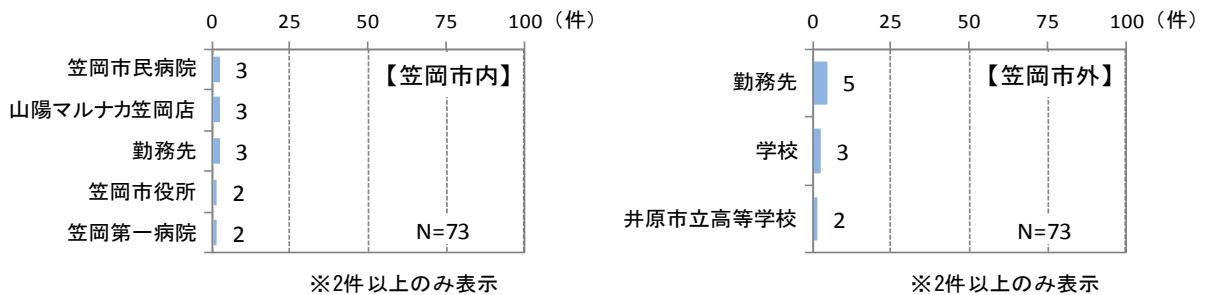 0 25 50 75 100 (件)
【笠岡市内】
笠岡市民病院 3
山陽マルナカ笠岡店 3
勤務先 3
笠岡市役所 2
笠岡第一病院 2
N=73
※2件以上のみ表示
0 25 50 75 100 (件)
【笠岡市外】
勤務先 5
学校 3
井原市立高等学校 2
N=73
※2件以上のみ表示